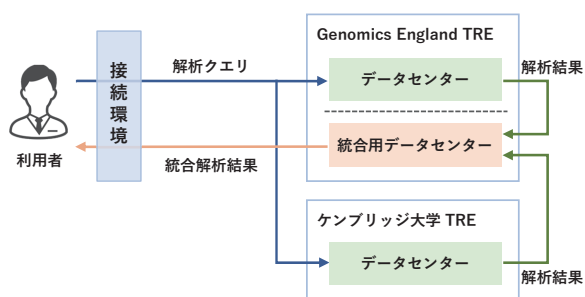 Genomics England TRE
接続環境
解析クエリ
データセンター
解析結果
利用者
統合用データセンター
統合解析結果
ケンブリッジ大学 TRE
データセンター
解析結果